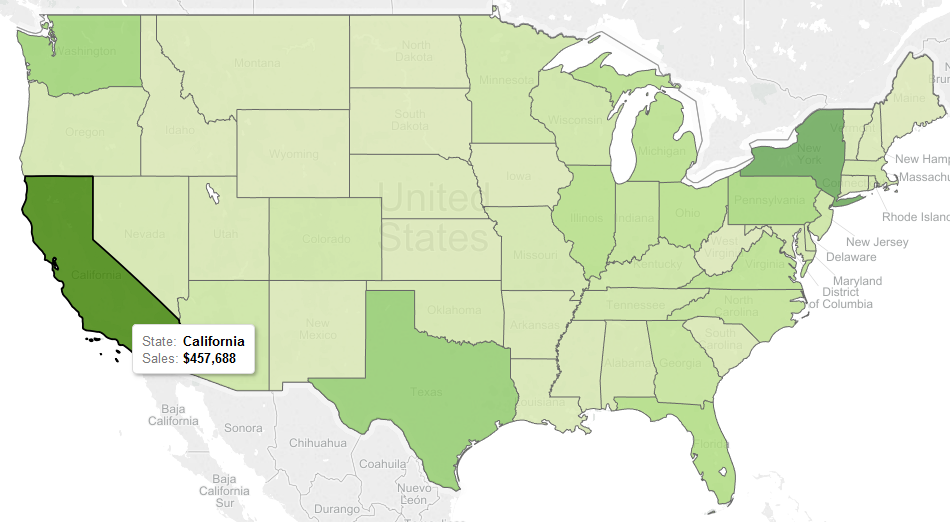 Washington
Montana
North
Dakota
Minnesota
Oregon
Idaho
South
Dakota
Wyoming
Wisconsin
Michigan
Maine
Vermont
New
York
New Hamp
Massachu
Connecti
Rhode Island
Iowa
United
States
Nevada
Utah
Colorado
Illinois
Indiana
Ohio
Pennsylvania
New Jersey
Delaware
Maryland
District
of Columbia
West
Virginia
Virginia
Missouri
Kentucky
California
North
Carolina
Tennessee
Oklahoma
Arkansas
New
Mexico
South
Carolina
Alabama
Georgia
State: California
Sales: $457,688
Texas
Louisiana
Florida
Baja
California
Sonora
Chihuahua
Coahuila
Baja
California
Sur
Nuevo
León
Durango